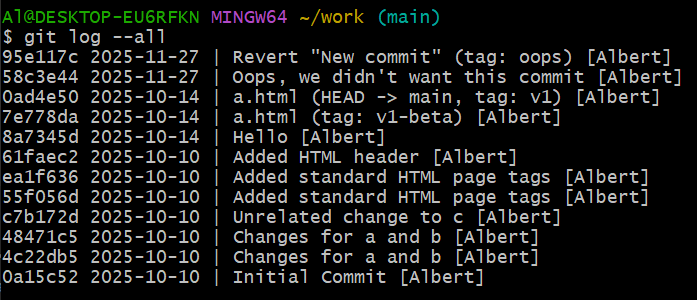 Al@DESKTOP-EU6RFKN MINGW64 ~/work (main)
$ git log --all
95e117c 2025-11-27 | Revert "New commit" (tag: oops) [Albert]
58c3e44 2025-11-27 | Oops, we didn't want this commit [Albert]
0ad4e50 2025-10-14 | a.html (HEAD -> main, tag: v1) [Albert]
7e778da 2025-10-14 | a.html (tag: v1-beta) [Albert]
8a7345d 2025-10-14 | Hello [Albert]
61faec2 2025-10-10 | Added HTML header [Albert]
ea1f636 2025-10-10 | Added standard HTML page tags [Albert]
55f056d 2025-10-10 | Added standard HTML page tags [Albert]
c7b172d 2025-10-10 | Unrelated change to c [Albert]
48471c5 2025-10-10 | Changes for a and b [Albert]
4c22db5 2025-10-10 | Changes for a and b [Albert]
0a15c52 2025-10-10 | Initial Commit [Albert]